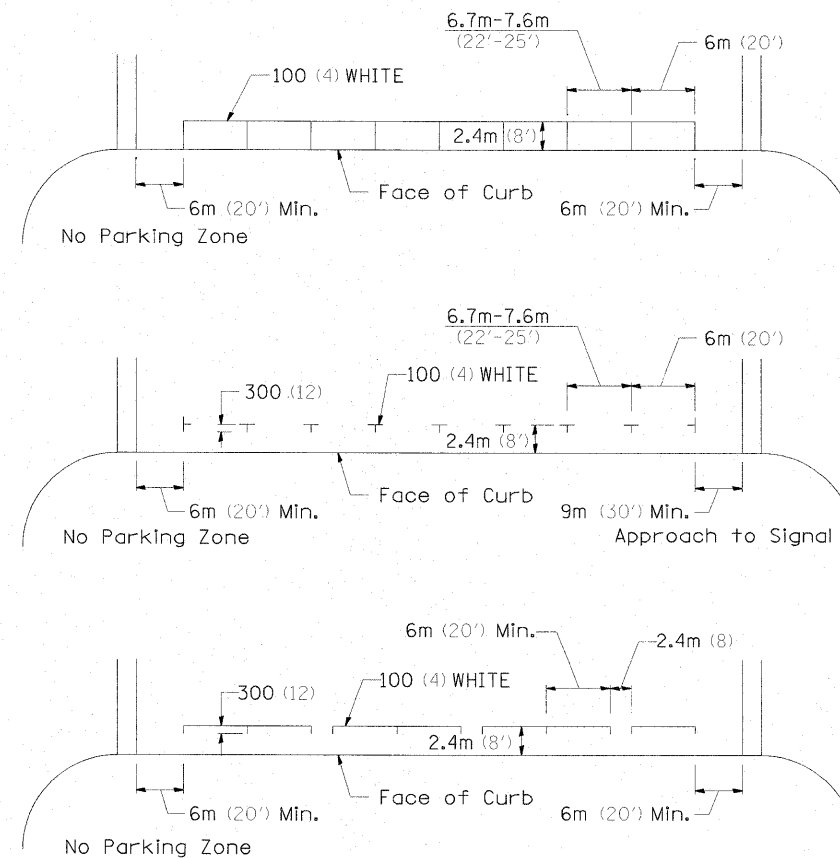 6.7m-7.6m
(22'-25')
6m (20')
100 (4) WHITE
2.4m (8')
Face of Curb
6m (20') Min.
6m (20') Min.
No Parking Zone
6.7m-7.6m
(22'-25')
6m (20')
300 (12)
100 (4) WHITE
2.4m (8')
Face of Curb
6m (20') Min.
9m (30') Min.
No Parking Zone
Approach to Signal
6m (20') Min.
2.4m (8)
300 (12)
100 (4) WHITE
2.4m (8')
Face of Curb
6m (20') Min.
6m (20') Min.
No Parking Zone